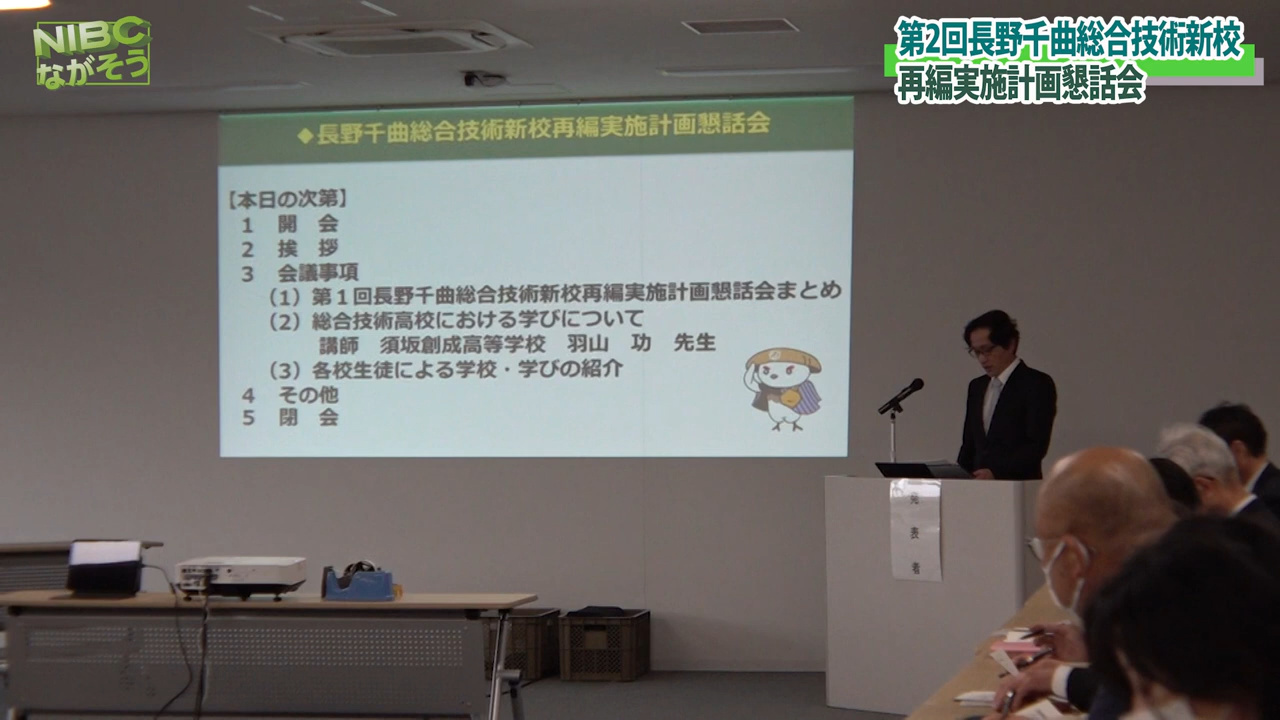 NIBC
ながそう
第2回長野千曲総合技術新校
再編実施計画懇話会
◆長野千曲総合技術新校再編実施計画懇話会
【本日の次第】
1 開 会
2 挨 拶
3 会議事項
（1）第１回長野千曲総合技術新校再編実施計画懇話会まとめ
（2）総合技術高校における学びについて
講師 須坂創成高等学校 羽山 功 先生
（3）各校生徒による学校・学びの紹介
4 その他
5 閉 会
発表者